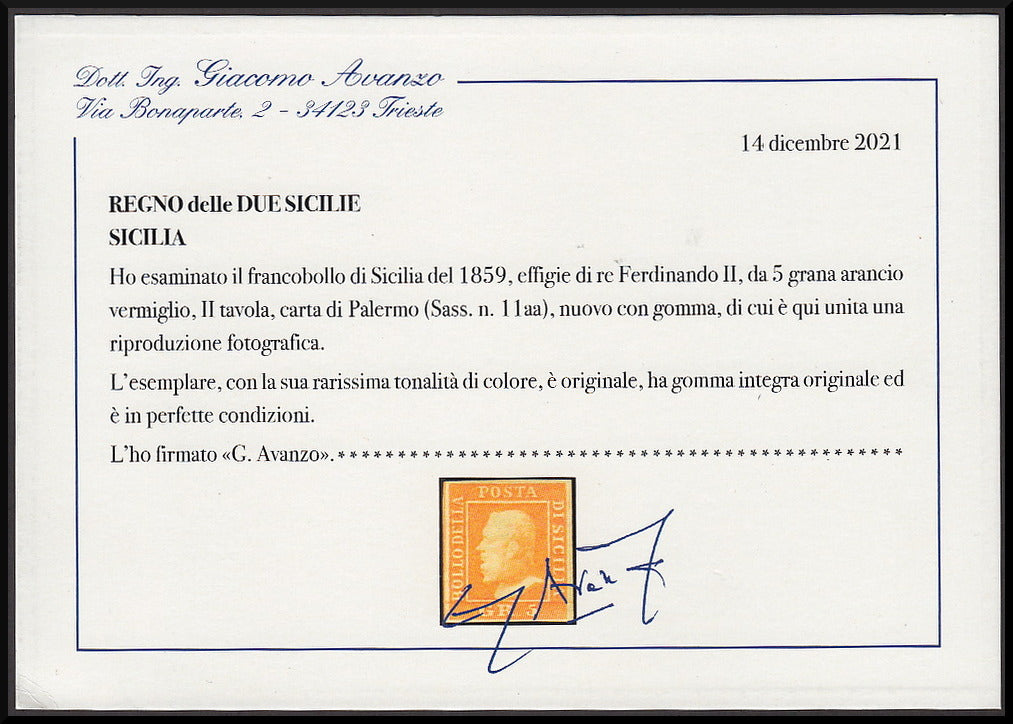 Dott. Ing. Giacomo Avanzo
Via Bonaparte, 2 - 34123 Trieste
14 dicembre 2021
REGNO delle DUE SICILIE
SICILIA
Ho esaminato il francobollo di Sicilia del 1859, effigie di re Ferdinando II, da 5 grana arancio
vermiglio, II tavola, carta di Palermo (Sass. n. 11aa), nuovo con gomma, di cui è qui unita una
riproduzione fotografica.
L'esemplare, con la sua rarissima tonalità di colore, è originale, ha gomma integra originale ed
è in perfette condizioni.
L'ho firmato «G. Avanzo». * * * * * * * * * * * * * * * * * * * * * * * * * * * * * * * * * * * * * * * * * * * * * * *
POSTA
BOLLO DELLA
DI SICILIA
GR. 5